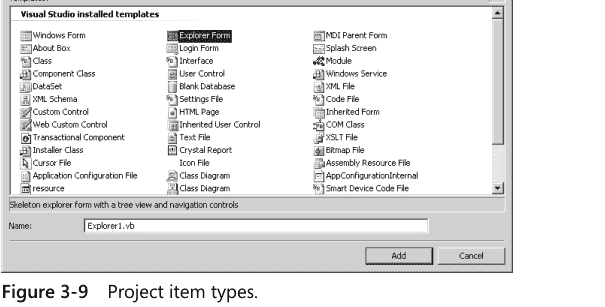 Visual Studio installed templates
Windows Form Explorer Form MDI Parent Form
About Box Login Form Splash Screen
Class Interface Module
Component Class User Control Windows Service
DataSet Blank Database XML File
XML Schema Settings File Code File
Custom Control HTML Page Inherited Form
Web Custom Control Inherited User Control COM Class
Transactional Component Text File XSLT File
Installer Class Crystal Report Bitmap File
Cursor File Icon File Assembly Resource File
Application Configuration File Class Diagram AppConfigurationInternal
resource Class Diagram Smart Device Code File
Skeleton explorer form with a tree view and navigation controls
Name: Explorer1.vb
Add Cancel
Figure 3-9 Project item types.